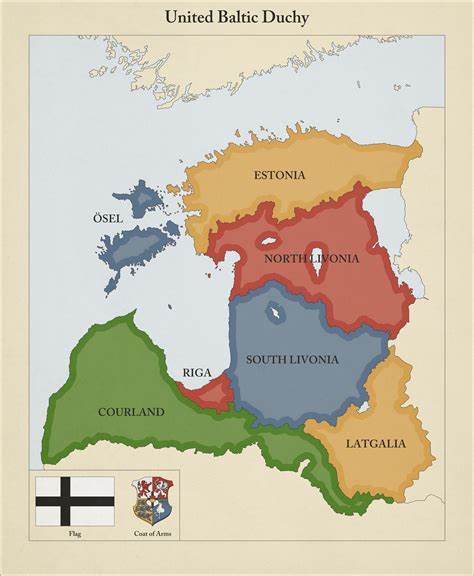 United Baltic Duchy
ESTONIA
ÖSEL
NORTH LIVONIA
SOUTH LIVONIA
RIGA
COURLAND
LATGALIA
Flag
Coat of Arms